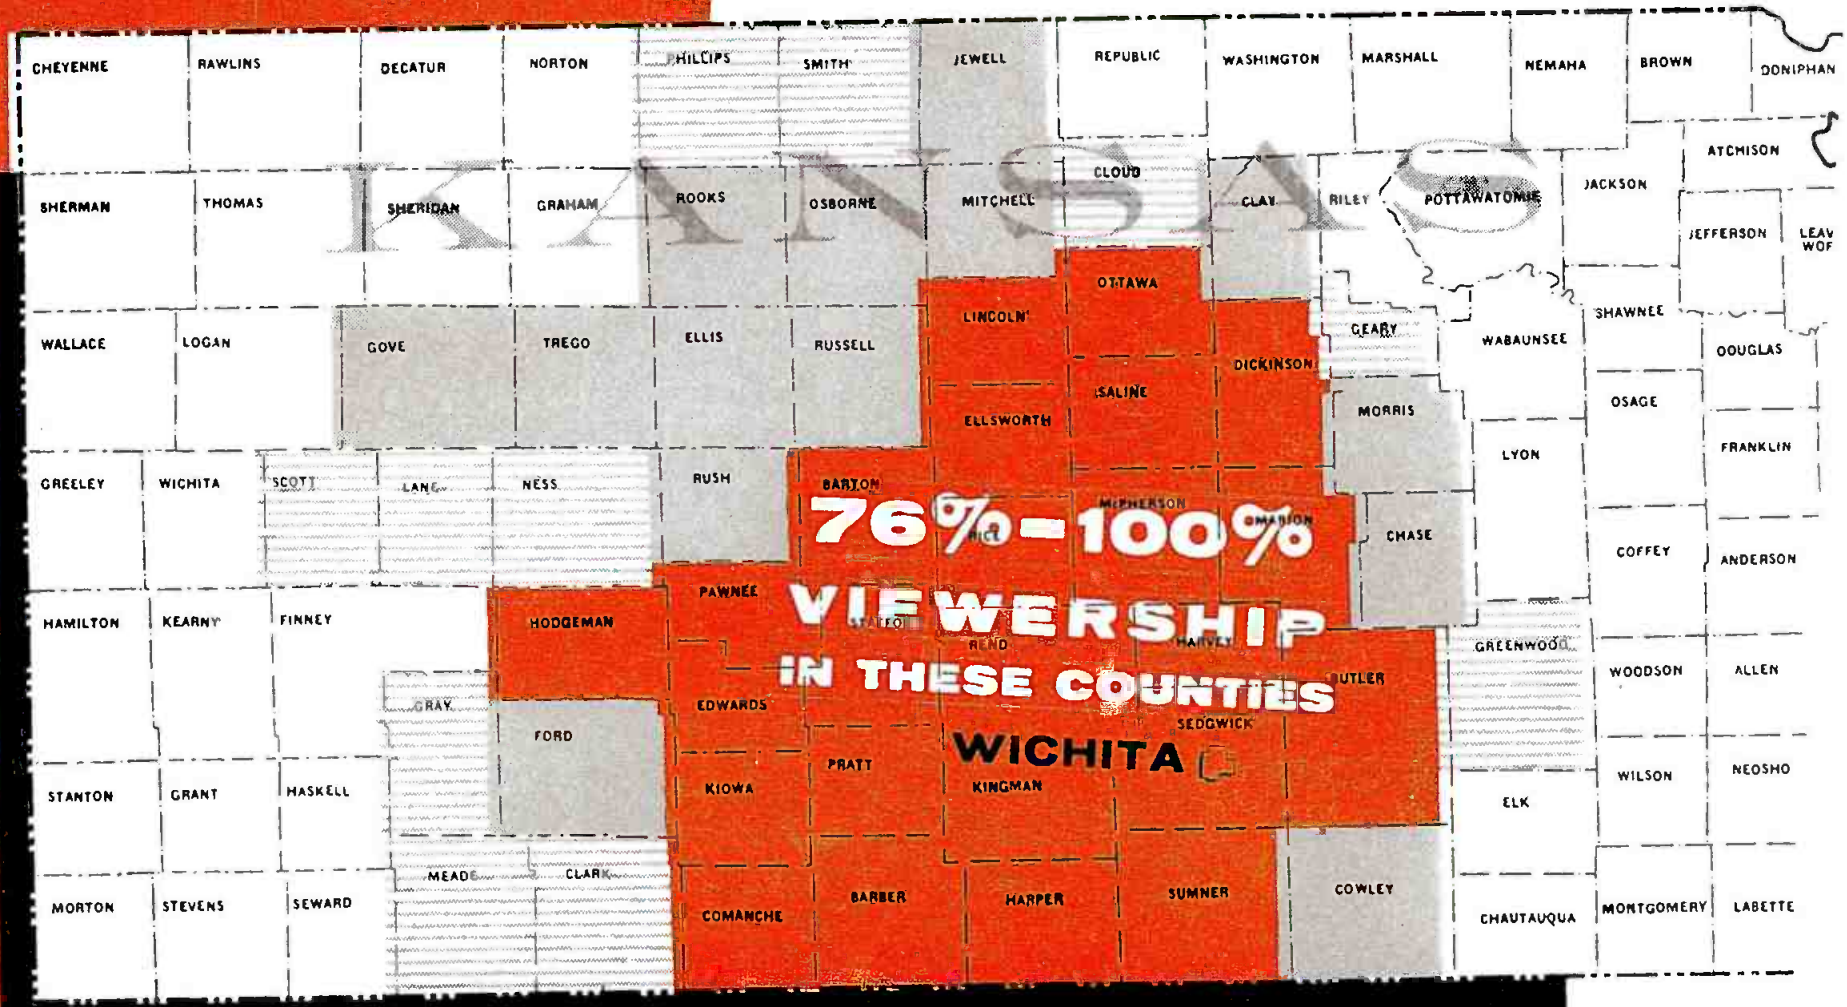 CHEYENNE RAWLINS DECATUR NORTON PHILLIPS SMITH JEWELL REPUBLIC WASHINGTON MARSHALL NEMAHA BROWN DONIPHAN
ATCHISON
KANSAS
SHERMAN THOMAS SHERIDAN GRAHAM ROOKS OSBORNE MITCHELL CLOUD CLAY RILEY POTTAWATOMIE JACKSON
JEFFERSON LEAV
WOF
OTTAWA
WALLACE LOGAN GOVE TREGO ELLIS RUSSELL LINCOLN DICKINSON GEARY WABAUNSEE SHAWNEE DOUGLAS
SALINE
ELLSWORTH MORRIS OSAGE
LYON FRANKLIN
GREELEY WICHITA SCOTT LANE NESS RUSH BARTON MCPHERSON MARION CHASE
76%-100%
RICE
COFFEY ANDERSON
HAMILTON KEARNY FINNEY HODGEMAN PAWNEE
VIEWERSHIP
HARVEY GREENWOOD WOODSON ALLEN
IN THESE COUNTIES
GRAY EDWARDS SEDGWICK BUTLER
FORD
WICHITA
STANTON GRANT HASKELL KIOWA PRATT KINGMAN ELK WILSON NEOSHO
MEADE CLARK
MORTON STEVENS SEWARD COMANCHE BARBER HARPER SUMNER COWLEY CHAUTAUQUA MONTGOMERY LABETTE